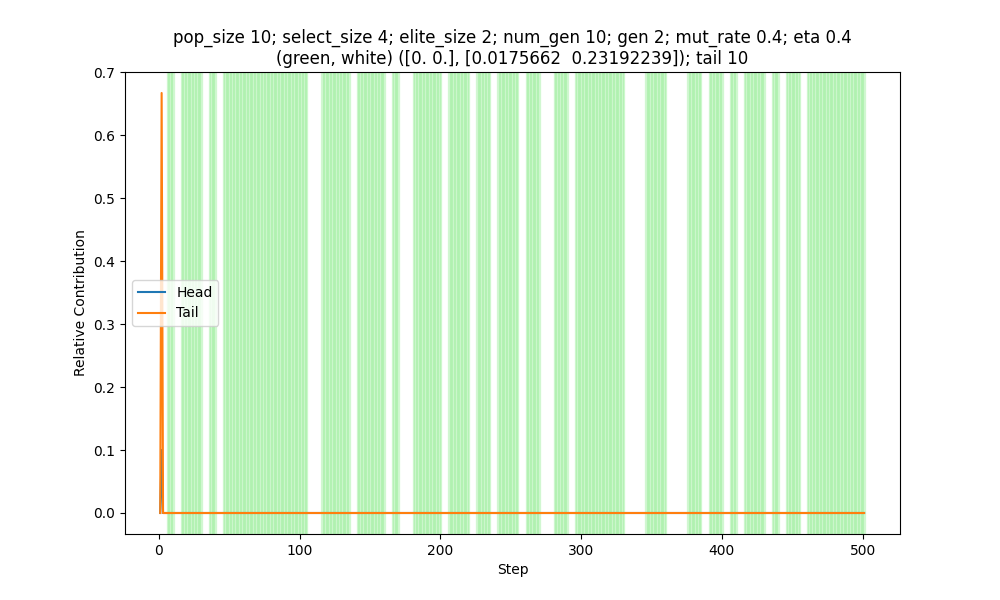 pop_size 10; select_size 4; elite_size 2; num_gen 10; gen 2; mut_rate 0.4; eta 0.4
(green, white) ([0. 0.], [0.0175662  0.23192239]); tail 10
0.7
0.6
0.5
0.4
0.3
0.2
0.1
0.0
Relative Contribution
Head
Tail
0
100
200
300
400
500
Step